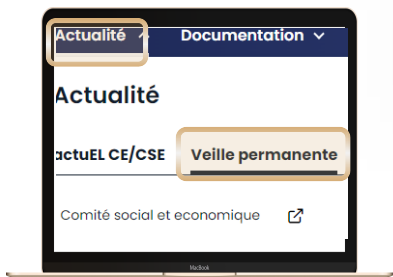 Actualité Documentation
Actualité
actuEL CE/CSE Veille permanente
Comité social et economique
MacBook